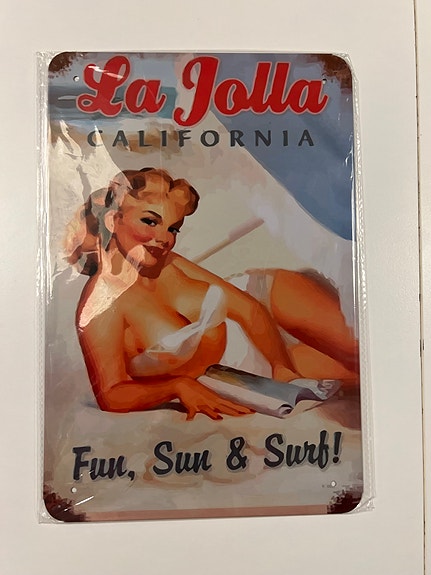 La Jolla
CALIFORNIA
Fun, Sun & Surf!